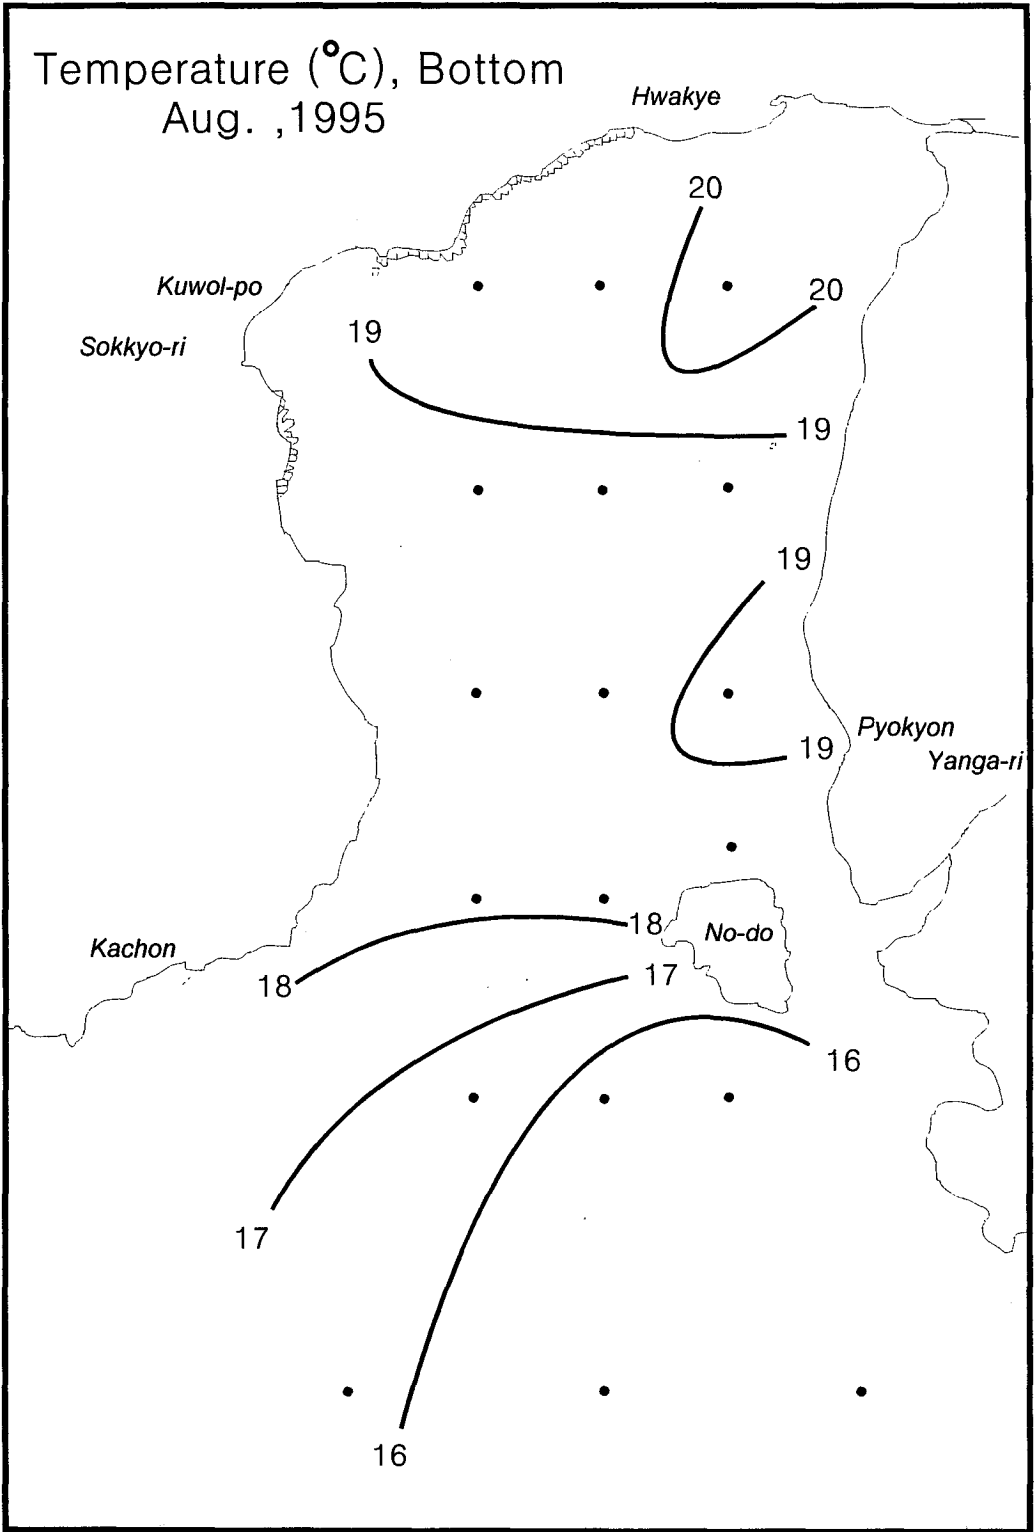 Temperature (°C), Bottom
Aug. ,1995
Hwakye
20
Kuwol-po
20
19
Sokkyo-ri
19
19
Pyokyon
19
Yanga-ri
18
No-do
Kachon
17
18
16
17
16